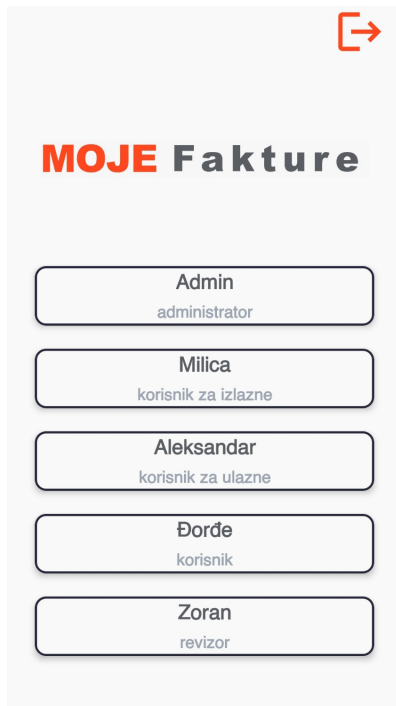 MOJE Fakture
Admin
administrator
Milica
korisnik za izlazne
Aleksandar
korisnik za ulazne
Đorđe
korisnik
Zoran
revizor